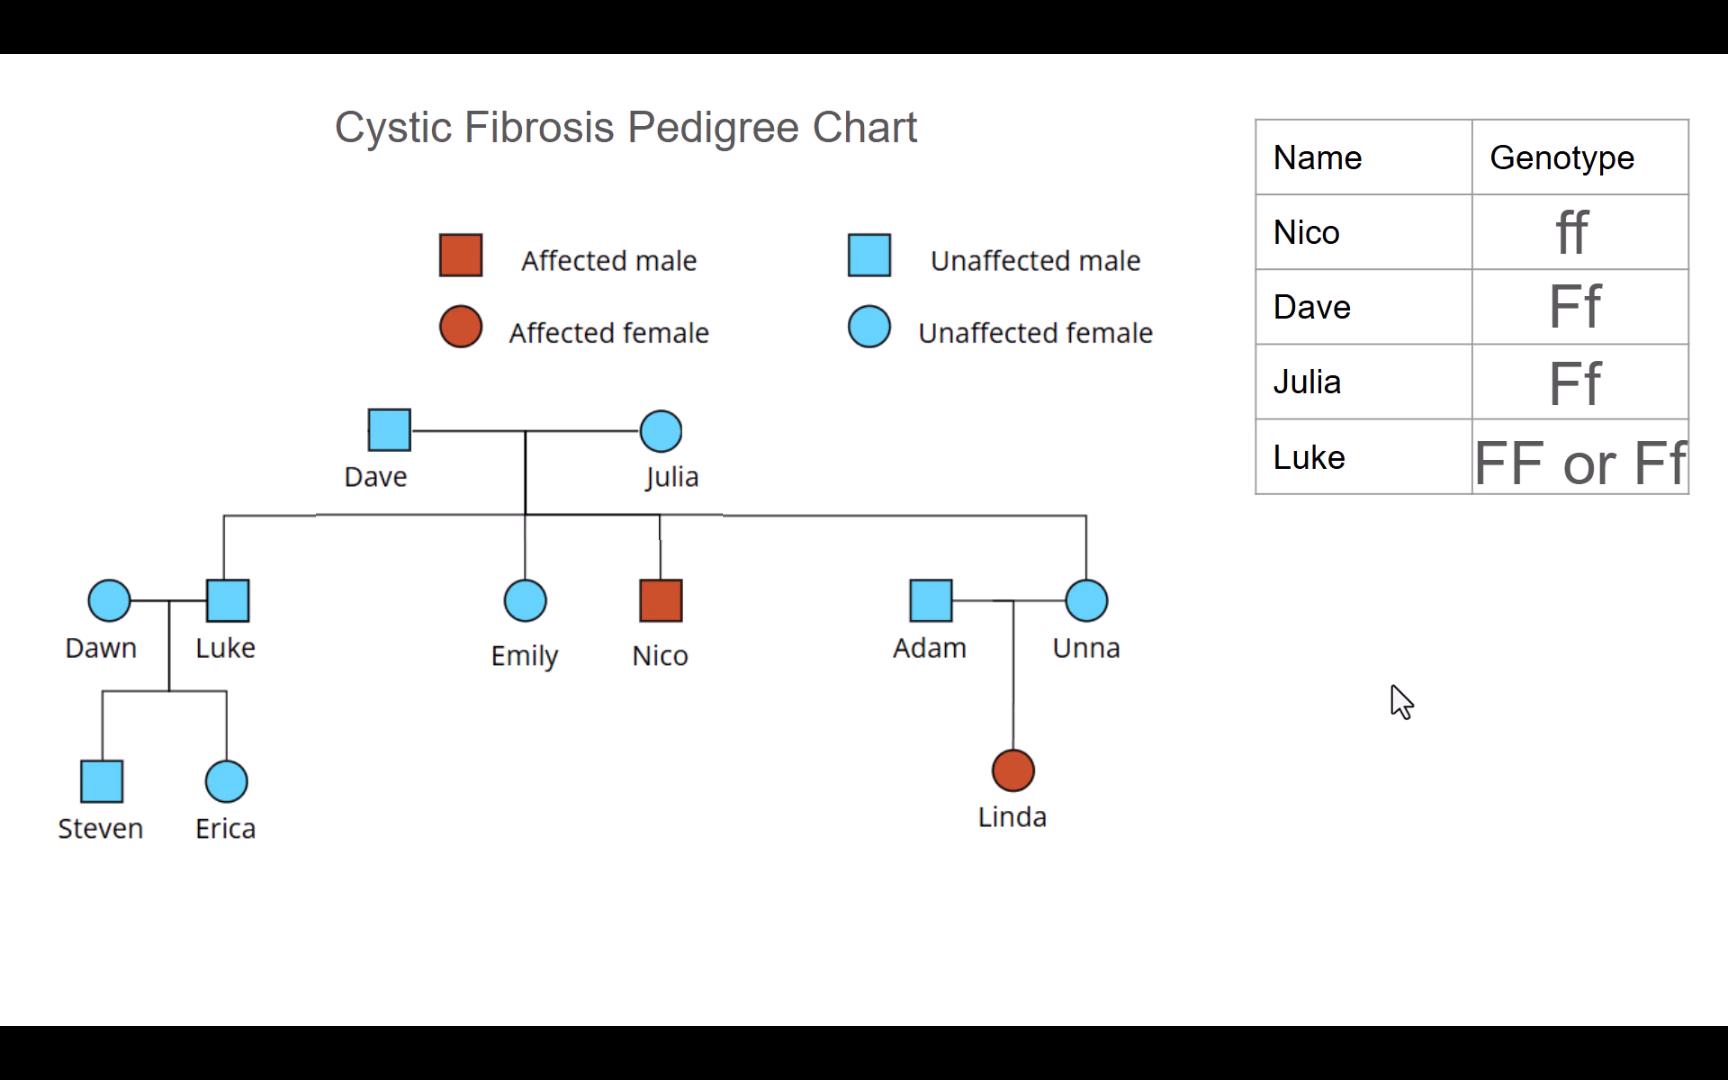 Cystic Fibrosis Pedigree Chart
Affected male
Unaffected male
Affected female
Unaffected female
Dave
Julia
Dawn
Luke
Emily
Nico
Adam
Unna
Steven
Erica
Linda
Name Genotype
Nico ff
Dave Ff
Julia Ff
Luke FF or Ff